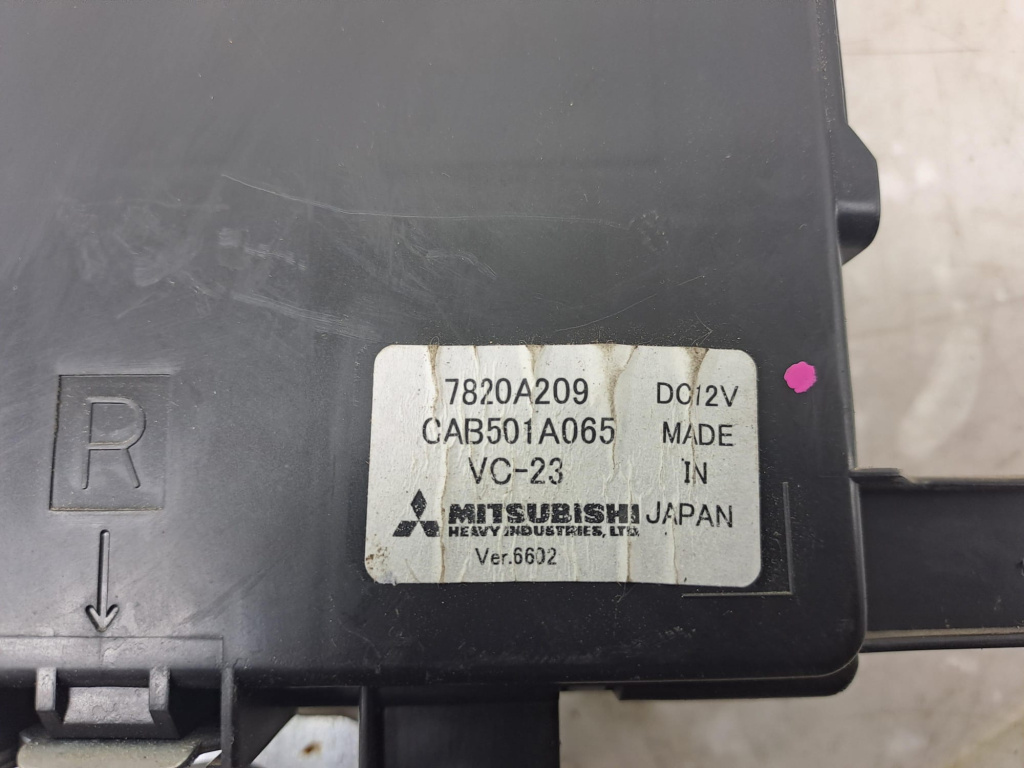 R
7820A209 DC12V
CAB501A065 MADE
VC-23 IN
MITSUBISHI JAPAN
HEAVY INDUSTRIES, LTD.
Ver.6602